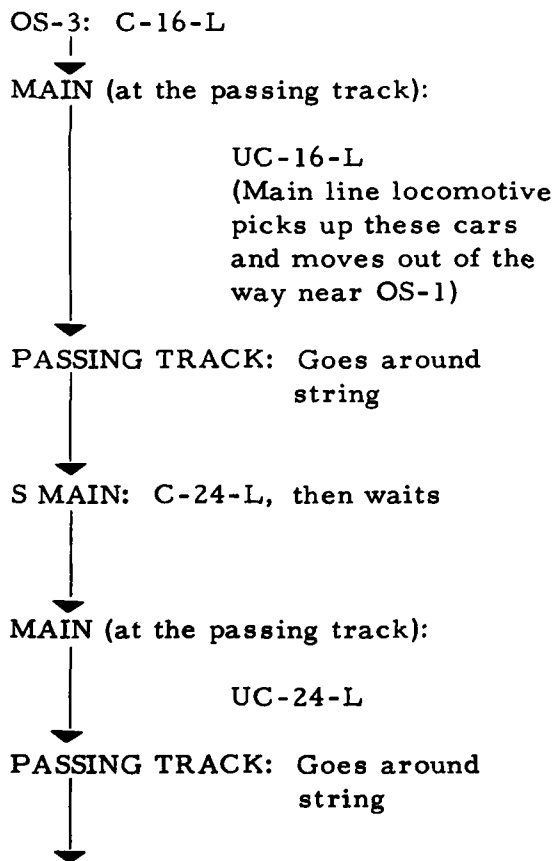 OS-3: C-16-L
MAIN (at the passing track):
UC-16-L
(Main line locomotive
picks up these cars
and moves out of the
way near OS-1)
PASSING TRACK: Goes around
string
S MAIN: C-24-L, then waits
MAIN (at the passing track):
UC-24-L
PASSING TRACK: Goes around
string